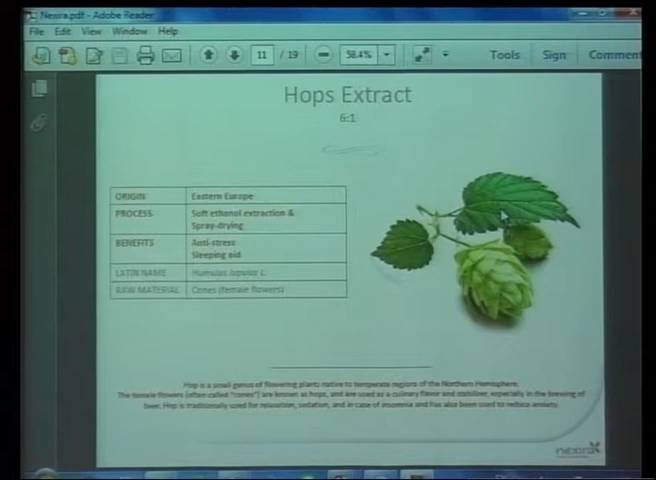 Nexira.pdf - Adobe Reader
File Edit View Window Help
11 / 19 58.4% Tools Sign Comment
Hops Extract
6:1
ORIGIN Eastern Europe
PROCESS Soft ethanol extraction &
Spray-drying
BENEFITS Anti-stress
Sleeping aid
LATIN NAME Humulus lupulus L.
RAW MATERIAL Cones (female flowers)
Hop is a small genus of flowering plants native to temperate regions of the Northern Hemisphere.
The female flowers (often called "cones") are known as hops, and are used as a culinary flavor and stabilizer, especially in the brewing of
beer. Hop is traditionally used for relaxation, sedation, and in case of insomnia and has also been used to reduce anxiety.
nexira